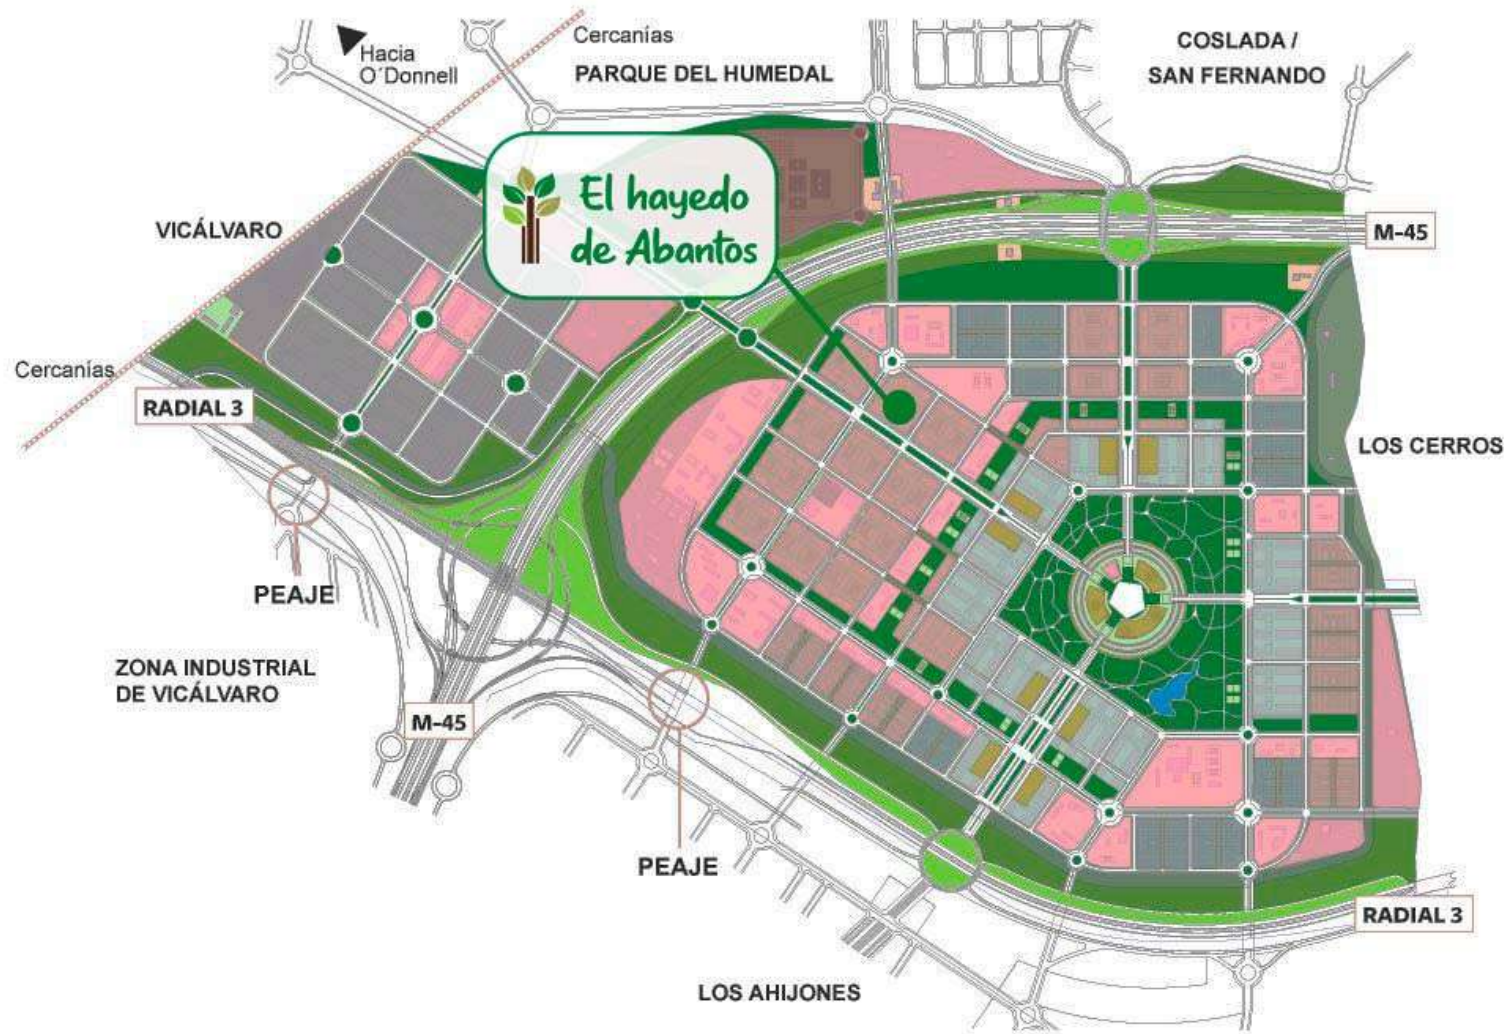 Cercanías
Hacia
O´Donnell
PARQUE DEL HUMEDAL
COSLADA /
SAN FERNANDO
El hayedo
de Abantos
VICÁLVARO
M-45
Cercanías
RADIAL 3
LOS CERROS
PEAJE
ZONA INDUSTRIAL
DE VICÁLVARO
M-45
PEAJE
RADIAL 3
LOS AHIJONES